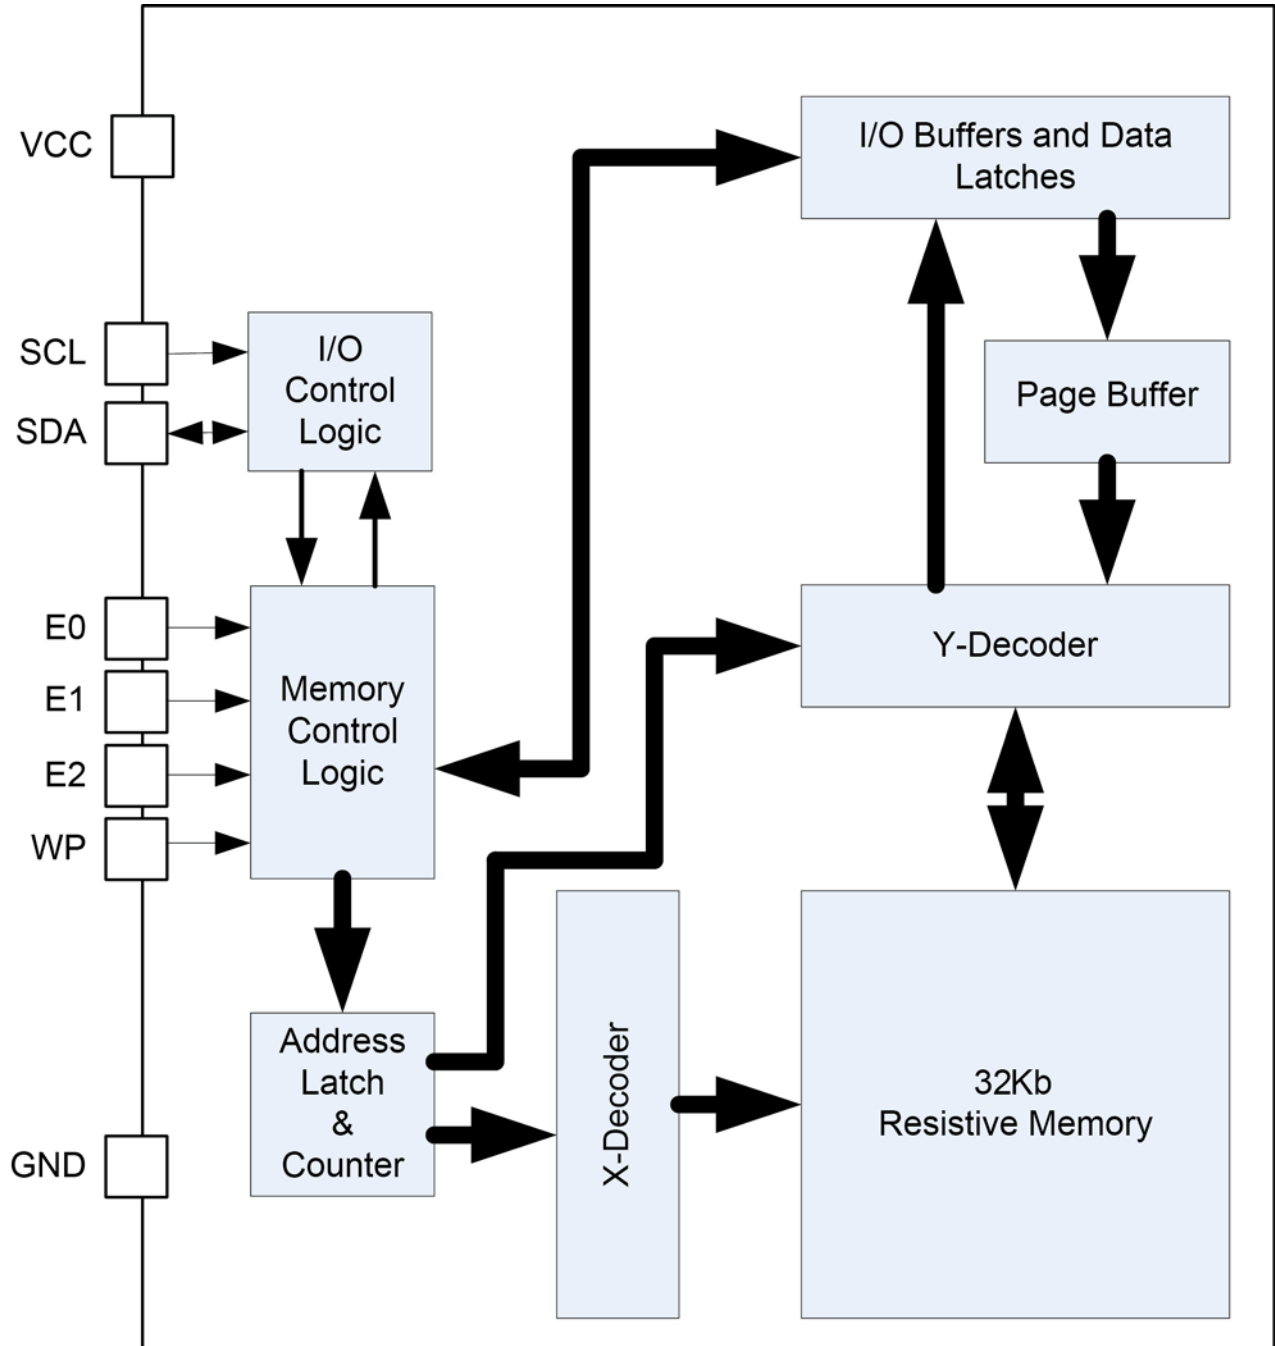 VCC
I/O Buffers and Data
Latches
SCL
I/O
Control
Logic
SDA
Page Buffer
E0
E1
E2
WP
Memory
Control
Logic
Y-Decoder
Address
Latch
&
Counter
GND
X-Decoder
32Kb
Resistive Memory